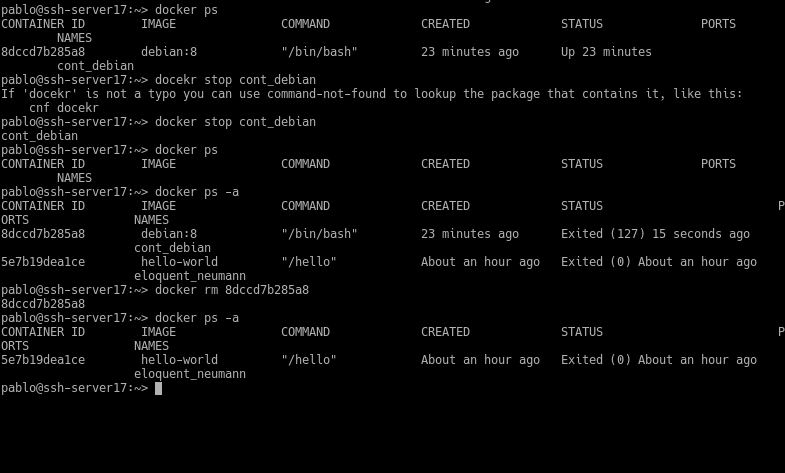 pablo@ssh-server17:~> docker ps
CONTAINER ID        IMAGE               COMMAND             CREATED             STATUS              PORTS
        NAMES
8dccd7b285a8        debian:8            "/bin/bash"         23 minutes ago      Up 23 minutes
        cont_debian
pablo@ssh-server17:~> docekr stop cont_debian
If 'docekr' is not a typo you can use command-not-found to lookup the package that contains it, like this:
    cnf docekr
pablo@ssh-server17:~> docker stop cont_debian
cont_debian
pablo@ssh-server17:~> docker ps
CONTAINER ID        IMAGE               COMMAND             CREATED             STATUS              PORTS
        NAMES
pablo@ssh-server17:~> docker ps -a
CONTAINER ID        IMAGE               COMMAND             CREATED             STATUS                         P
ORTS               NAMES
8dccd7b285a8        debian:8            "/bin/bash"         23 minutes ago      Exited (127) 15 seconds ago
                   cont_debian
5e7b19dea1ce        hello-world         "/hello"            About an hour ago   Exited (0) About an hour ago
                   eloquent_neumann
pablo@ssh-server17:~> docker rm 8dccd7b285a8
8dccd7b285a8
pablo@ssh-server17:~> docker ps -a
CONTAINER ID        IMAGE               COMMAND             CREATED             STATUS                         P
ORTS               NAMES
5e7b19dea1ce        hello-world         "/hello"            About an hour ago   Exited (0) About an hour ago
                   eloquent_neumann
pablo@ssh-server17:~>